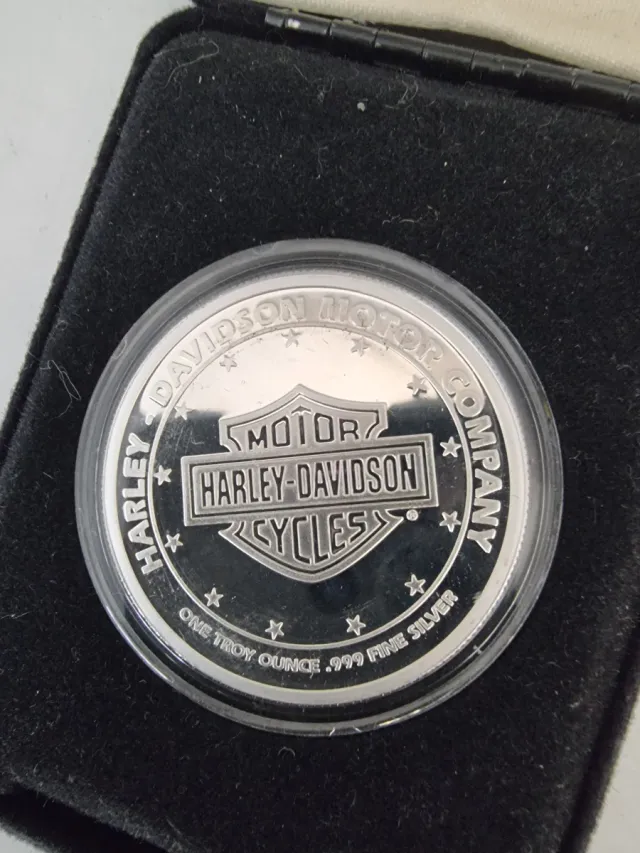 HARLEY-DAVIDSON MOTOR COMPANY
MOTOR
HARLEY-DAVIDSON
CYCLES
®
ONE TROY OUNCE .999 FINE SILVER